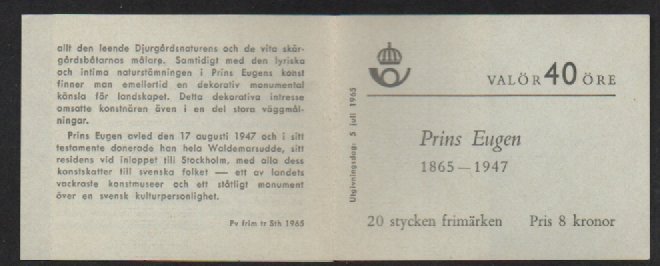 allt den leende Djurgårdsnaturens och de vita skär-
gårdsbåtarnas målare. Samtidigt med den lyriska
och intima naturstämningen i Prins Eugens konst
finner man emellertid en dekorativ monumental
känsla för landskapet. Detta dekorativa intresse
omsatte konstnären även i en del stora väggmål-
ningar.
Prins Eugen avled den 17 augusti 1947 och i sitt
testamente donerade han hela Waldemarsudde, sitt
residens vid inloppet till Stockholm, med alla dess
konstskatter till svenska folket — ett av landets
vackraste konstmuseer och ett ståtligt monument
över en svensk kulturpersonlighet.
Pv frim tr Sth 1965
Utgivningsdag: 5 juli 1965
VALÖR 40 ÖRE
Prins Eugen
1865 — 1947
20 stycken frimärken Pris 8 kronor